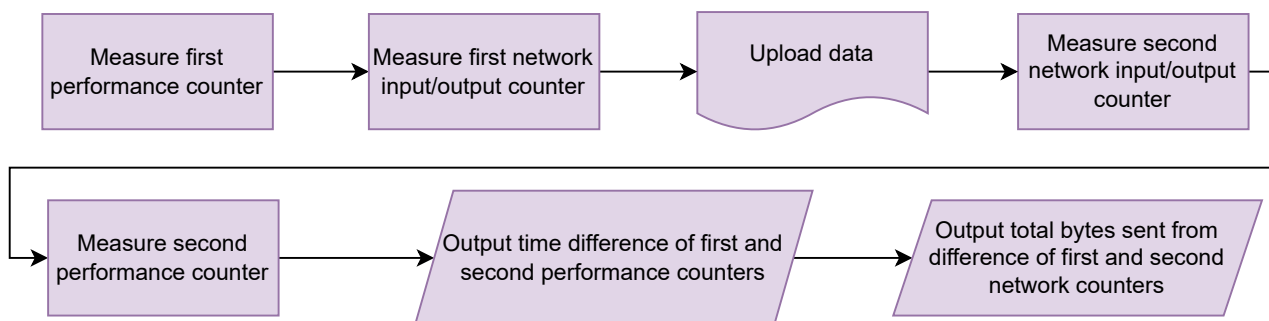 Measure first
performance counter
Measure first network
input/output counter
Upload data
Measure second
network input/output
counter
Measure second
performance counter
Output time difference of first and
second performance counters
Output total bytes sent from
difference of first and second
network counters